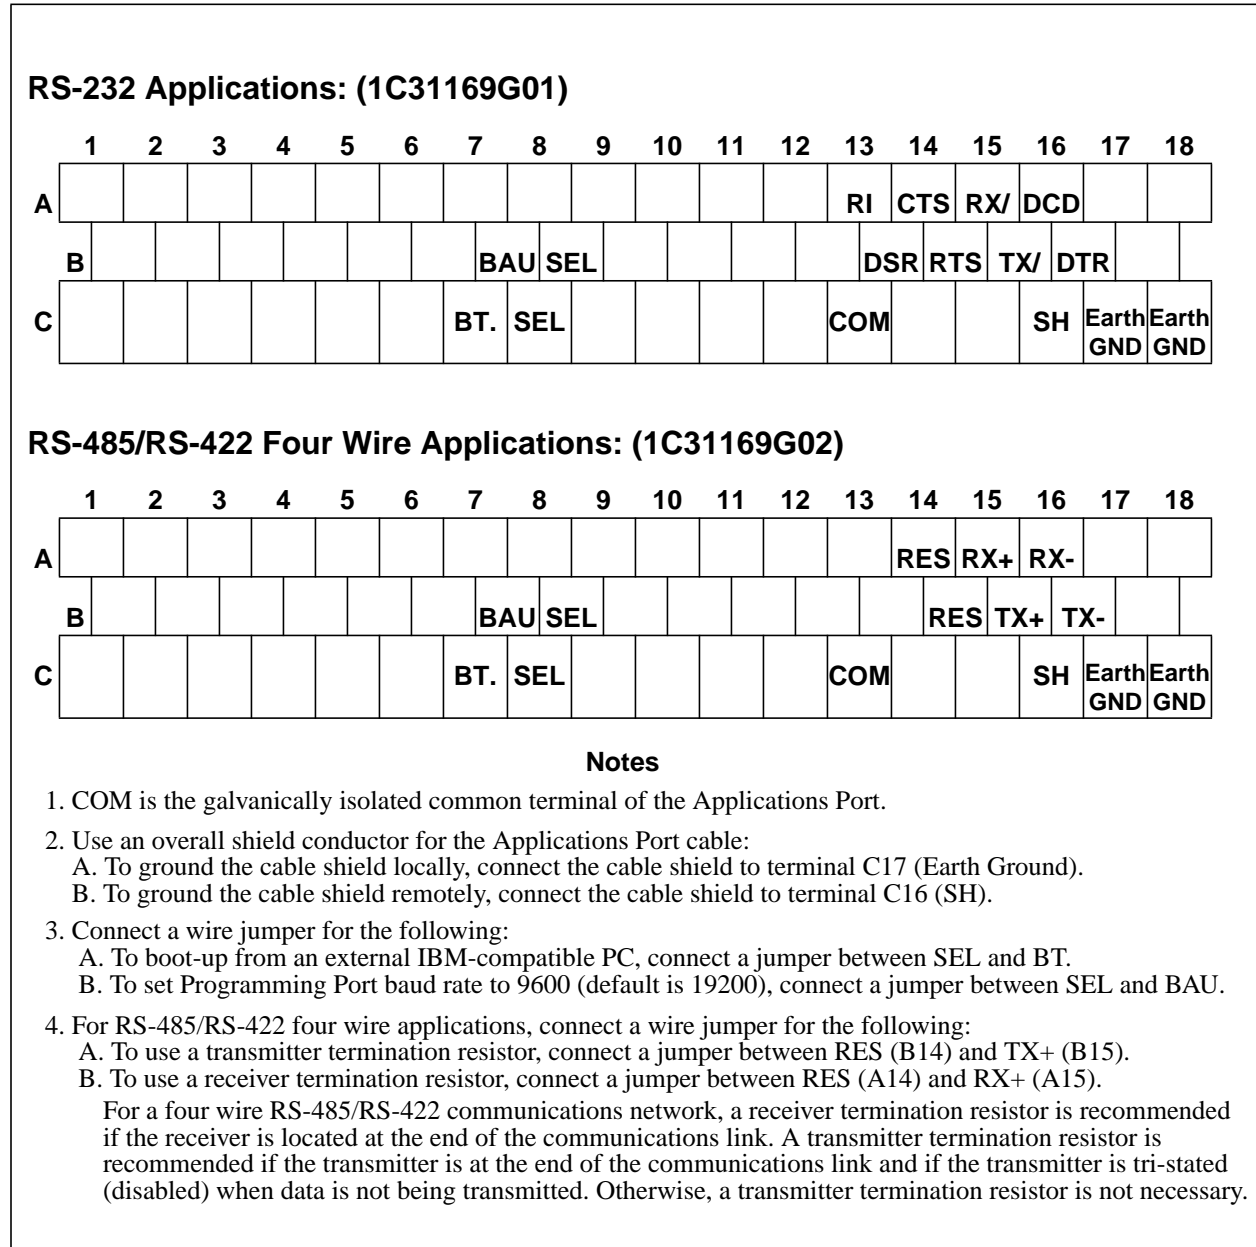 RS-232 Applications: (1C31169G01)
1 2 3 4 5 6 7 8 9 10 11 12 13 14 15 16 17 18
A RI CTS RX/ DCD
B BAU SEL DSR RTS TX/ DTR
C BT. SEL COM SH Earth GND Earth GND
RS-485/RS-422 Four Wire Applications: (1C31169G02)
1 2 3 4 5 6 7 8 9 10 11 12 13 14 15 16 17 18
A RES RX+ RX-
B BAU SEL RES TX+ TX-
C BT. SEL COM SH Earth GND Earth GND
Notes
1. COM is the galvanically isolated common terminal of the Applications Port.
2. Use an overall shield conductor for the Applications Port cable:
A. To ground the cable shield locally, connect the cable shield to terminal C17 (Earth Ground).
B. To ground the cable shield remotely, connect the cable shield to terminal C16 (SH).
3. Connect a wire jumper for the following:
A. To boot-up from an external IBM-compatible PC, connect a jumper between SEL and BT.
B. To set Programming Port baud rate to 9600 (default is 19200), connect a jumper between SEL and BAU.
4. For RS-485/RS-422 four wire applications, connect a wire jumper for the following:
A. To use a transmitter termination resistor, connect a jumper between RES (B14) and TX+ (B15).
B. To use a receiver termination resistor, connect a jumper between RES (A14) and RX+ (A15).
For a four wire RS-485/RS-422 communications network, a receiver termination resistor is recommended
if the receiver is located at the end of the communications link. A transmitter termination resistor is
recommended if the transmitter is at the end of the communications link and if the transmitter is tri-stated
(disabled) when data is not being transmitted. Otherwise, a transmitter termination resistor is not necessary.